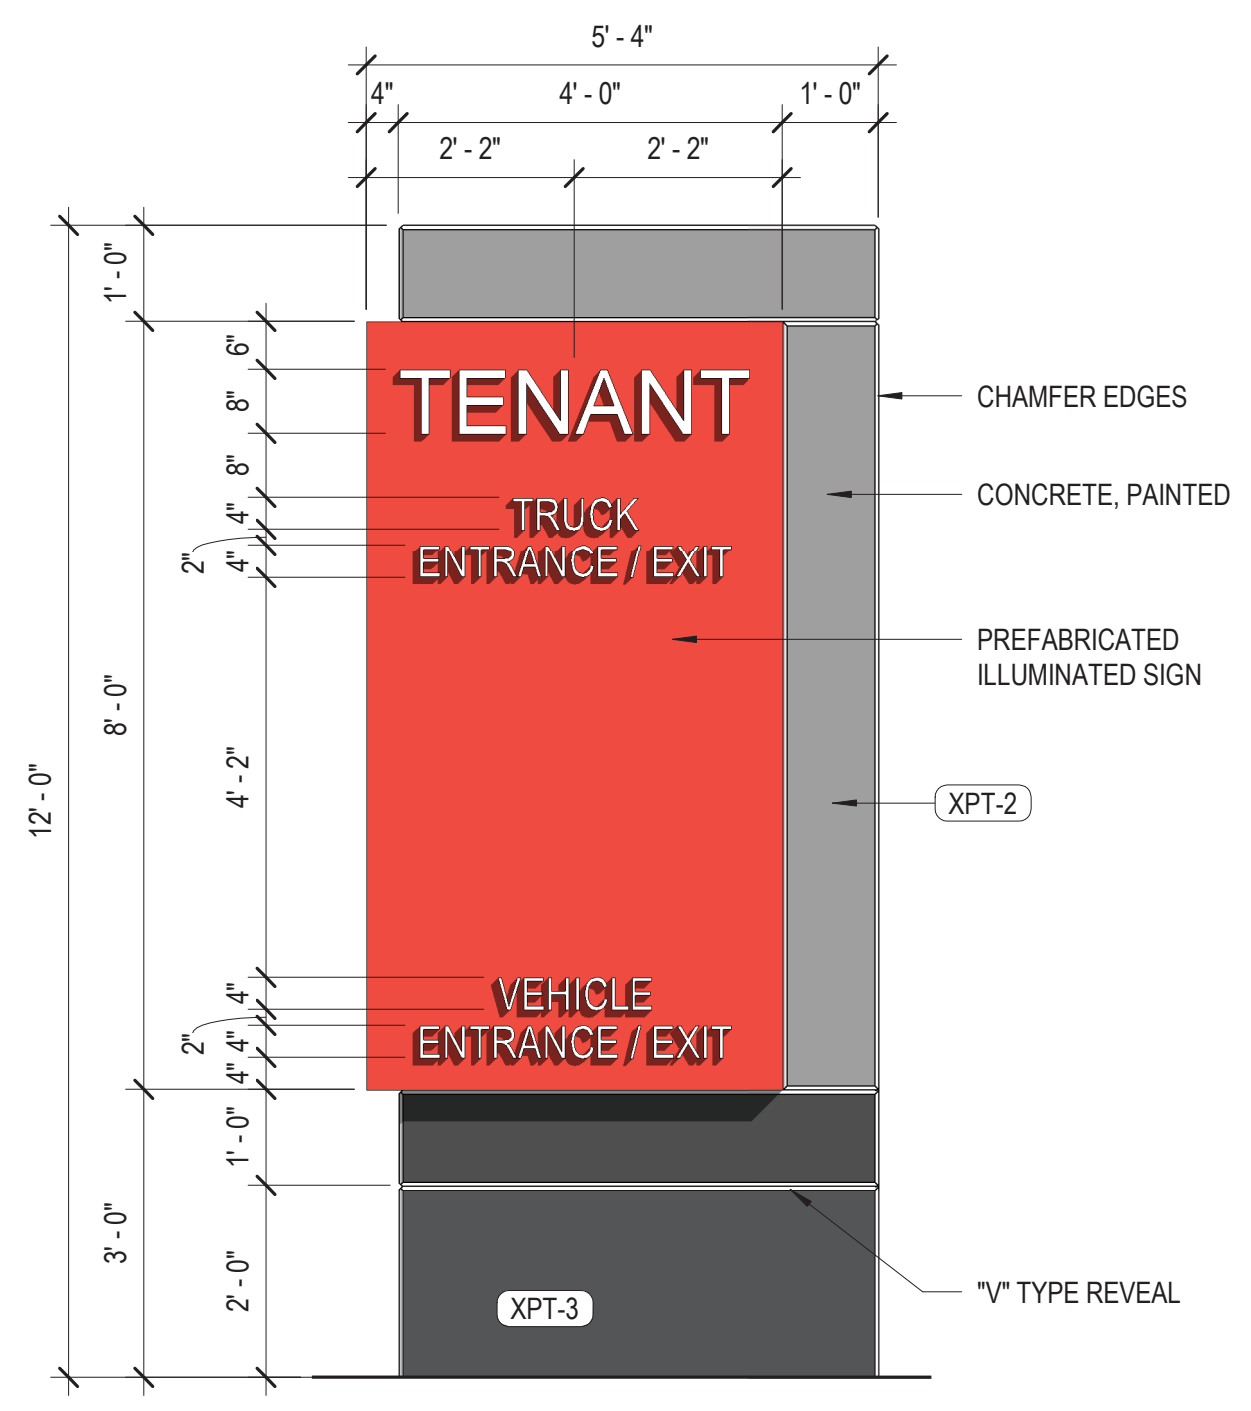 5' - 4"
4" 4' - 0" 1' - 0"
2' - 2" 2' - 2"
1' - 0"
6"
TENANT
8"
CHAMFER EDGES
8"
CONCRETE, PAINTED
4"
TRUCK
2"
4"
ENTRANCE / EXIT
PREFABRICATED
ILLUMINATED SIGN
8' - 0"
4' - 2"
12' - 0"
XPT-2
4"
VEHICLE
2"
4"
ENTRANCE / EXIT
4"
1' - 0"
3' - 0"
2' - 0"
"V" TYPE REVEAL
XPT-3